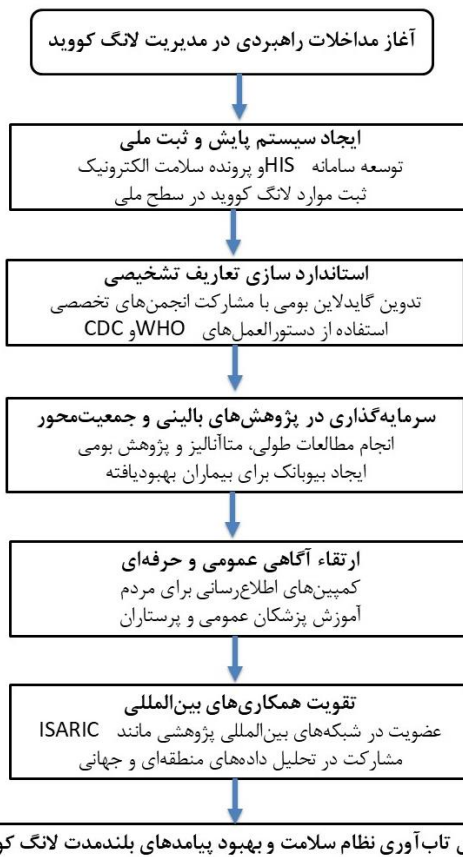 آغاز مداخلات راهبردی در مدیریت لانگ کووید
ایجاد سیستم پایش و ثبت ملی
توسعه سامانه HISو پرونده سلامت الکترونیک
ثبت موارد لانگ کووید در سطح ملی
استاندارد سازی تعاریف تشخیصی
تدوین گایدلاین بومی با مشارکت انجمن‌های تخصصی
استفاده از دستورالعمل‌های WHOو CDC
سرمایه‌گذاری در پژوهش‌های بالینی و جمعیت‌محور
انجام مطالعات طولی، متاآنالیز و پژوهش بومی
ایجاد بیوبانک برای بیماران بهبودیافته
ارتقاء آگاهی عمومی و حرفه‌ای
کمپین‌های اطلاع‌رسانی برای مردم
آموزش پزشکان عمومی و پرستاران
تقویت همکاری‌های بین‌المللی
عضویت در شبکه‌های بین‌المللی پژوهشی مانند ISARIC
مشارکت در تحلیل داده‌های منطقه‌ای و جهانی
تاب‌آوری نظام سلامت و بهبود پیامدهای بلندمدت لانگ